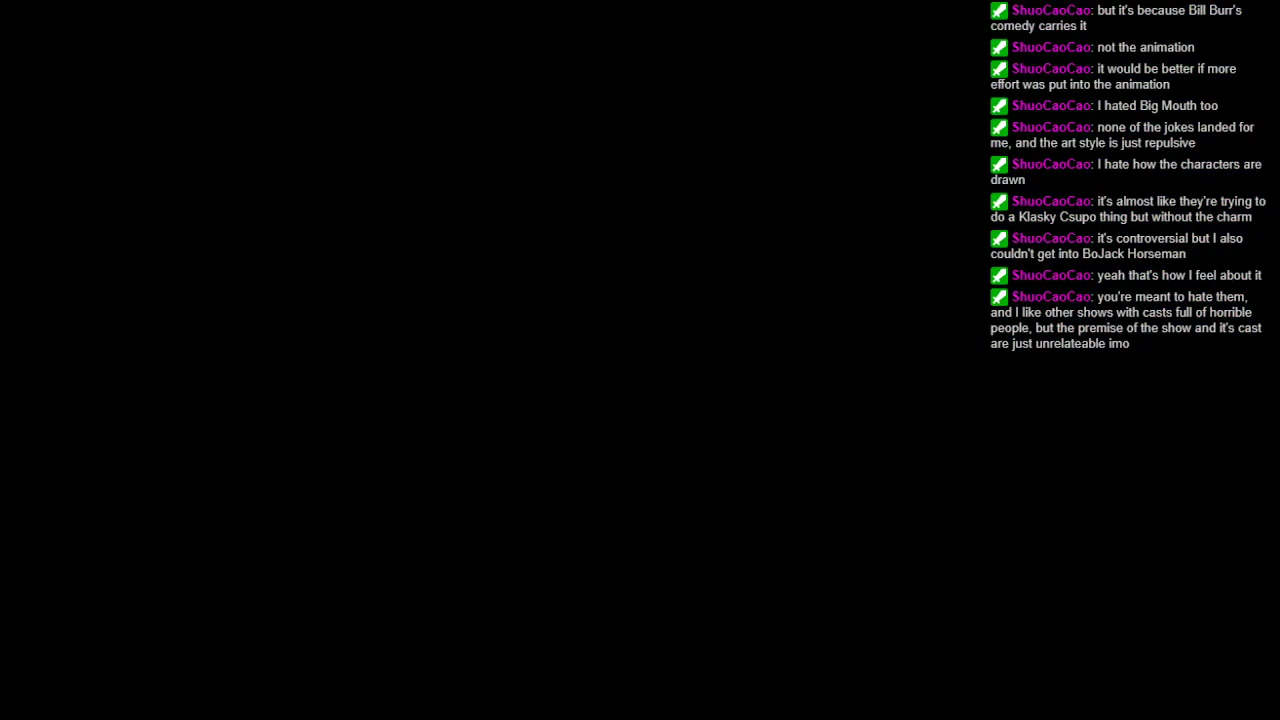 ShuoCaoCao: but it's because Bill Burr's
comedy carries it
ShuoCaoCao: not the animation
ShuoCaoCao: it would be better if more
effort was put into the animation
ShuoCaoCao: I hated Big Mouth too
ShuoCaoCao: none of the jokes landed for
me, and the art style is just repulsive
ShuoCaoCao: I hate how the characters are
drawn
ShuoCaoCao: it's almost like they're trying to
do a Klasky Csupo thing but without the charm
ShuoCaoCao: it's controversial but I also
couldn't get into BoJack Horseman
ShuoCaoCao: yeah that's how I feel about it
ShuoCaoCao: you're meant to hate them,
and I like other shows with casts full of horrible
people, but the premise of the show and it's cast
are just unrelateable imo